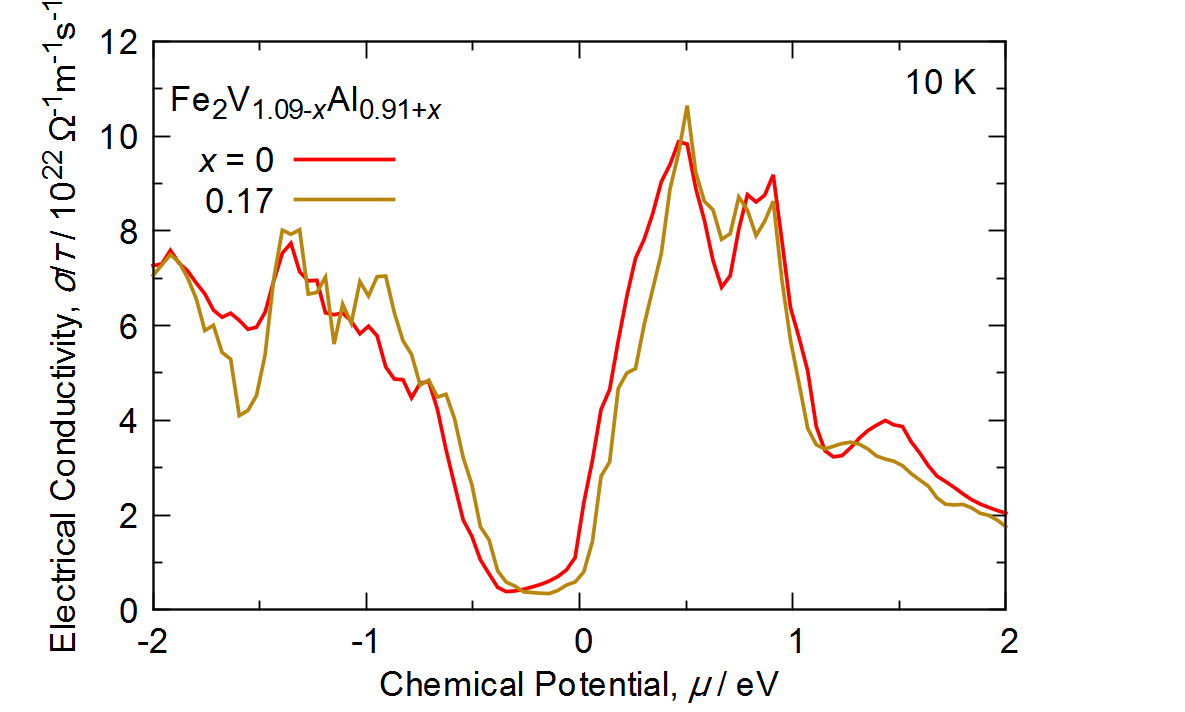 Electrical Conductivity, σ/τ / 10²² Ω⁻¹m⁻¹s⁻¹
12
10
8
6
4
2
0
Fe₂V₁.₀₉₋ₓAl₀.₉₁₊ₓ
x = 0
0.17
10 K
-2
-1
0
1
2
Chemical Potential, μ / eV